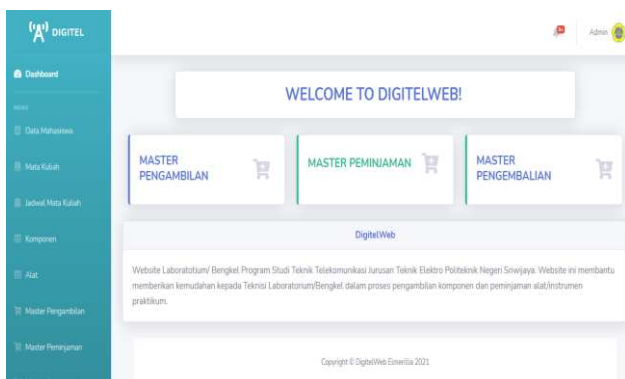 DIGITEL
Admin
Dashboard
MENU
Data Mahasiswa
Mata Kuliah
Jadwal Mata Kuliah
Komponen
Alat
Master Pengambilan
Master Peminjaman
WELCOME TO DIGITELWEB!
MASTER
PENGAMBILAN
MASTER PEMINJAMAN
MASTER
PENGEMBALIAN
DigitelWeb
Website Laboratotium/ Bengkel Program Studi Teknik Telekomunikasi Jurusan Teknik Elektro Politeknik Negeri Sriwijaya. Website ini membantu
memberikan kemudahan kepada Teknisi Laboratorium/Bengkel dalam proses pengambilan komponen dan peminjaman alat/instrumen
praktikum.
Copyright © DigitelWeb Elmerilia 2021